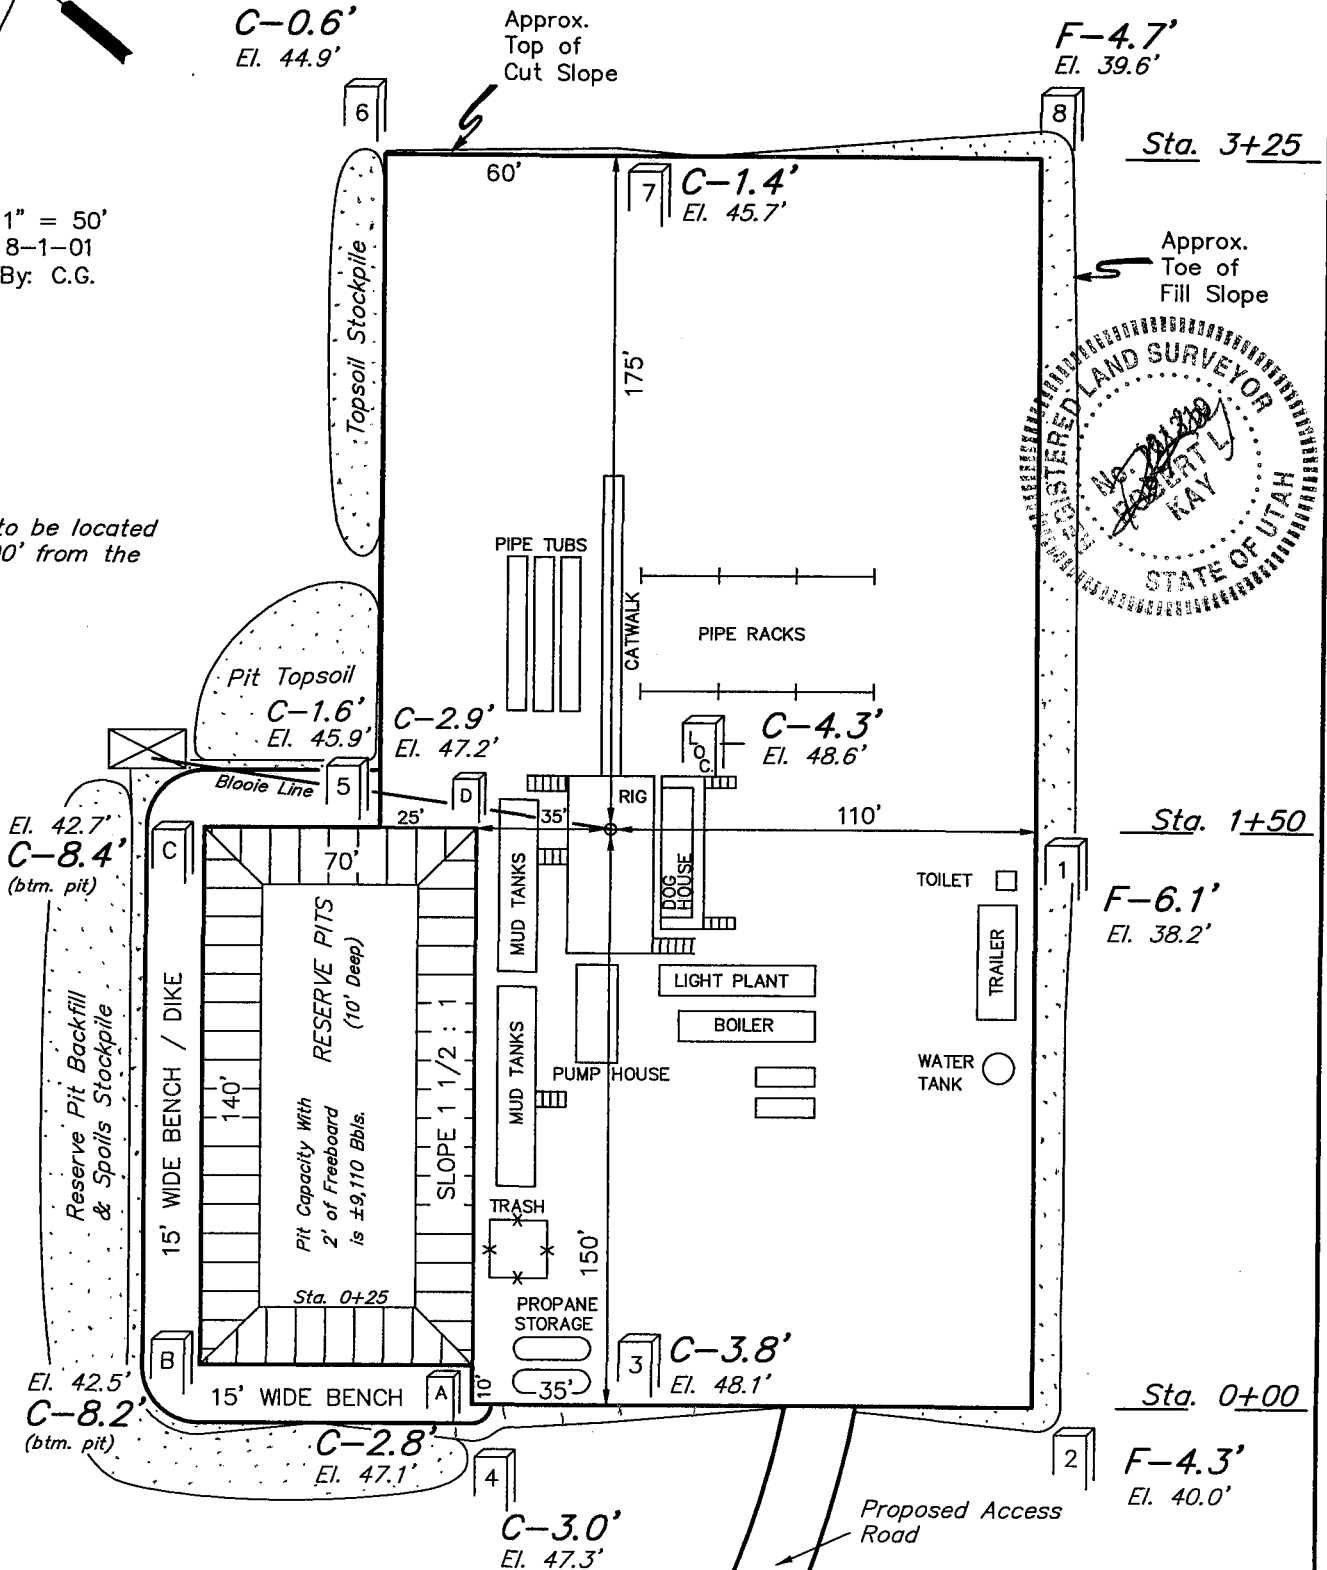 C-0.6'
El. 44.9'
Approx.
Top of
Cut Slope
F-4.7'
El. 39.6'
6
8
Sta. 3+25
60'
7
C-1.4'
El. 45.7'
1" = 50'
8-1-01
By: C.G.
Approx.
Toe of
Fill Slope
Topsoil Stockpile
175'
REGISTERED LAND SURVEYOR
No.
ROBERT L.
KAY
STATE OF UTAH
to be located
from the
PIPE TUBS
CATWALK
PIPE RACKS
Pit Topsoil
C-1.6'
El. 45.9'
C-2.9'
El. 47.2'
LOC.
C-4.3'
El. 48.6'
Blooie Line
5
D
RIG
25'
35'
110'
Sta. 1+50
El. 42.7'
C-8.4'
(btm. pit)
C
70'
MUD TANKS
DOG
HOUSE
TOILET
1
F-6.1'
El. 38.2'
TRAILER
Reserve Pit Backfill
& Spoils Stockpile
15' WIDE BENCH / DIKE
140'
RESERVE PITS
(10' Deep)
Pit Capacity With
2' of Freeboard
is ±9,110 Bbls.
SLOPE 1 1/2 : 1
MUD TANKS
LIGHT PLANT
BOILER
PUMP HOUSE
WATER
TANK
TRASH
150'
Sta. 0+25
PROPANE
STORAGE
B
El. 42.5'
C-8.2'
(btm. pit)
15' WIDE BENCH
A
10'
35'
3
C-3.8'
El. 48.1'
Sta. 0+00
C-2.8'
El. 47.1'
4
2
F-4.3'
El. 40.0'
C-3.0'
El. 47.3'
Proposed Access
Road